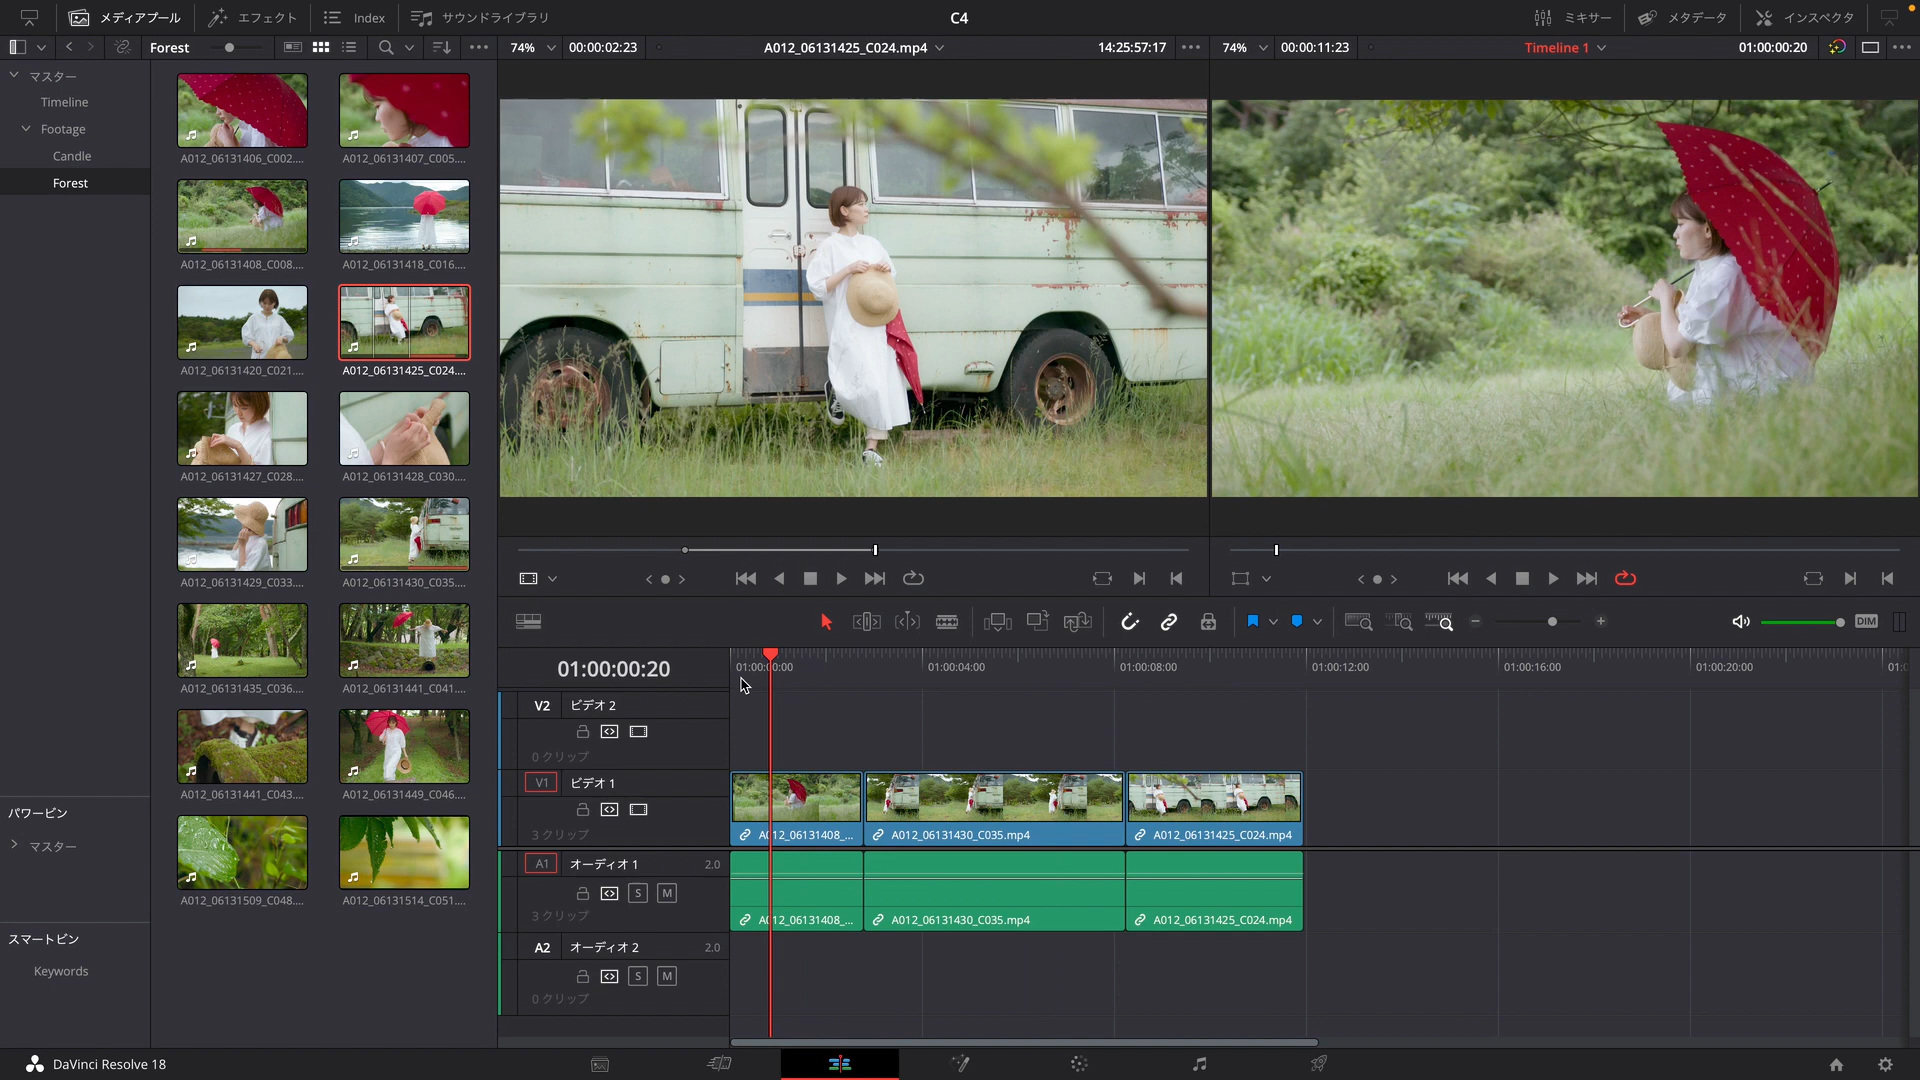 メディアプール エフェクト Index サウンドライブラリ C4 ミキサー メタデータ インスペクタ
Forest 74% 00:00:02:23 A012_06131425_C024.mp4 14:25:57:17 74% 00:00:11:23 Timeline 1 01:00:00:20
マスター
Timeline
Footage
Candle
Forest
パワービン
マスター
スマートビン
Keywords
A012_06131406_C002.... A012_06131407_C005....
A012_06131408_C008.... A012_06131418_C016....
A012_06131420_C021.... A012_06131425_C024....
A012_06131427_C028.... A012_06131428_C030....
A012_06131429_C033.... A012_06131430_C035....
A012_06131435_C036.... A012_06131441_C041....
A012_06131441_C043.... A012_06131449_C046....
A012_06131509_C048.... A012_06131514_C051....
DIM
01:00:00:20 01:00:00:00 01:00:04:00 01:00:08:00 01:00:12:00 01:00:16:00 01:00:20:00
V2 ビデオ 2
0 クリップ
V1 ビデオ 1
3 クリップ A012_06131408_... A012_06131430_C035.mp4 A012_06131425_C024.mp4
A1 オーディオ 1 2.0
S M
3 クリップ A012_06131408_... A012_06131430_C035.mp4 A012_06131425_C024.mp4
A2 オーディオ 2 2.0
S M
0 クリップ
DaVinci Resolve 18